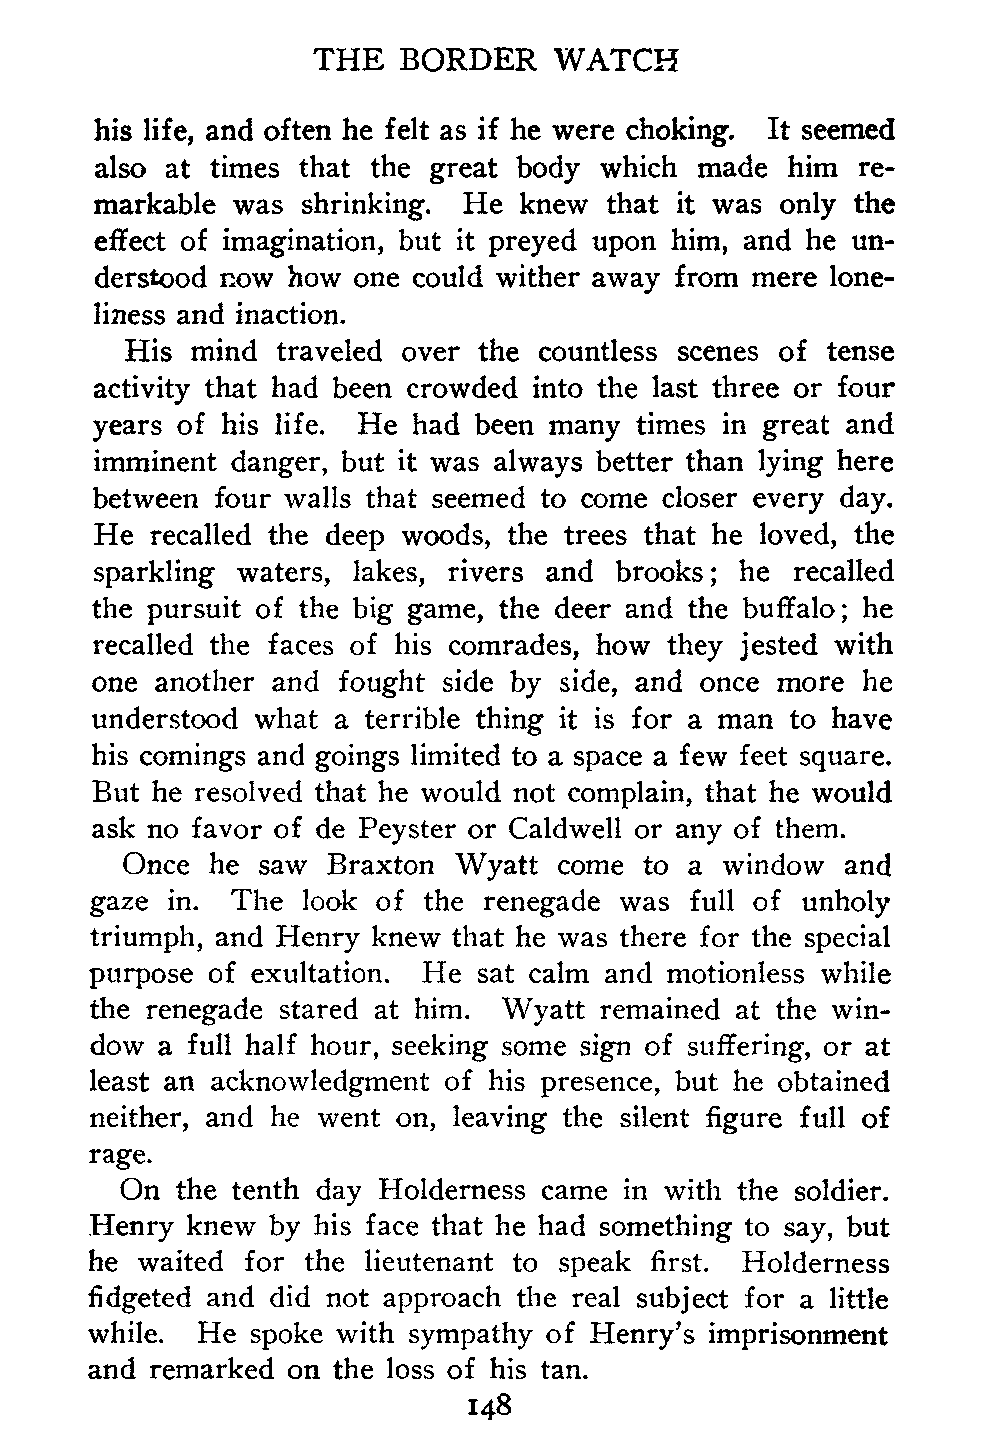 THE BORDER WATCH
his life, and often he felt as if he were choking. It seemed
also at times that the great body which made him re-
markable was shrinking. He knew that it was only the
effect of imagination, but it preyed upon him, and he un-
derstood now how one could wither away from mere lone-
liness and inaction.
His mind traveled over the countless scenes of tense
activity that had been crowded into the last three or four
years of his life. He had been many times in great and
imminent danger, but it was always better than lying here
between four walls that seemed to come closer every day.
He recalled the deep woods, the trees that he loved, the
sparkling waters, lakes, rivers and brooks; he recalled
the pursuit of the big game, the deer and the buffalo; he
recalled the faces of his comrades, how they jested with
one another and fought side by side, and once more he
understood what a terrible thing it is for a man to have
his comings and goings limited to a space a few feet square.
But he resolved that he would not complain, that he would
ask no favor of de Peyster or Caldwell or any of them.
Once he saw Braxton Wyatt come to a window and
gaze in. The look of the renegade was full of unholy
triumph, and Henry knew that he was there for the special
purpose of exultation. He sat calm and motionless while
the renegade stared at him. Wyatt remained at the win-
dow a full half hour, seeking some sign of suffering, or at
least an acknowledgment of his presence, but he obtained
neither, and he went on, leaving the silent figure full of
rage.
On the tenth day Holderness came in with the soldier.
Henry knew by his face that he had something to say, but
he waited for the lieutenant to speak first. Holderness
fidgeted and did not approach the real subject for a little
while. He spoke with sympathy of Henry's imprisonment
and remarked on the loss of his tan.
148